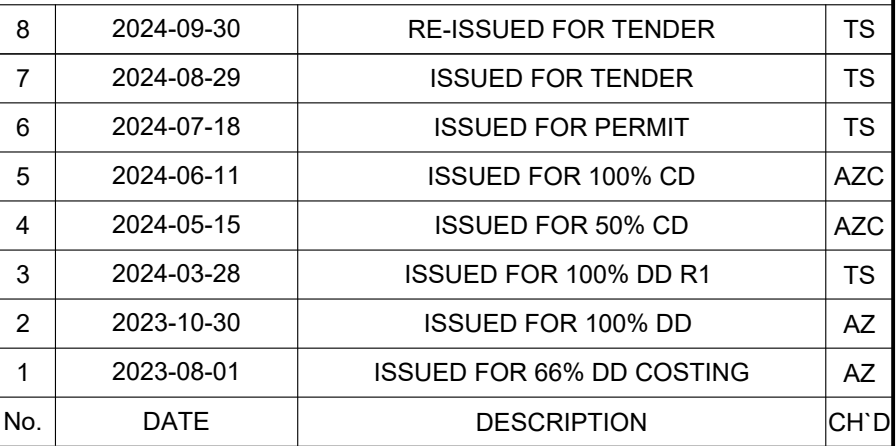 8 2024-09-30 RE-ISSUED FOR TENDER TS
7 2024-08-29 ISSUED FOR TENDER TS
6 2024-07-18 ISSUED FOR PERMIT TS
5 2024-06-11 ISSUED FOR 100% CD AZC
4 2024-05-15 ISSUED FOR 50% CD AZC
3 2024-03-28 ISSUED FOR 100% DD R1 TS
2 2023-10-30 ISSUED FOR 100% DD AZ
1 2023-08-01 ISSUED FOR 66% DD COSTING AZ
No. DATE DESCRIPTION CH`D